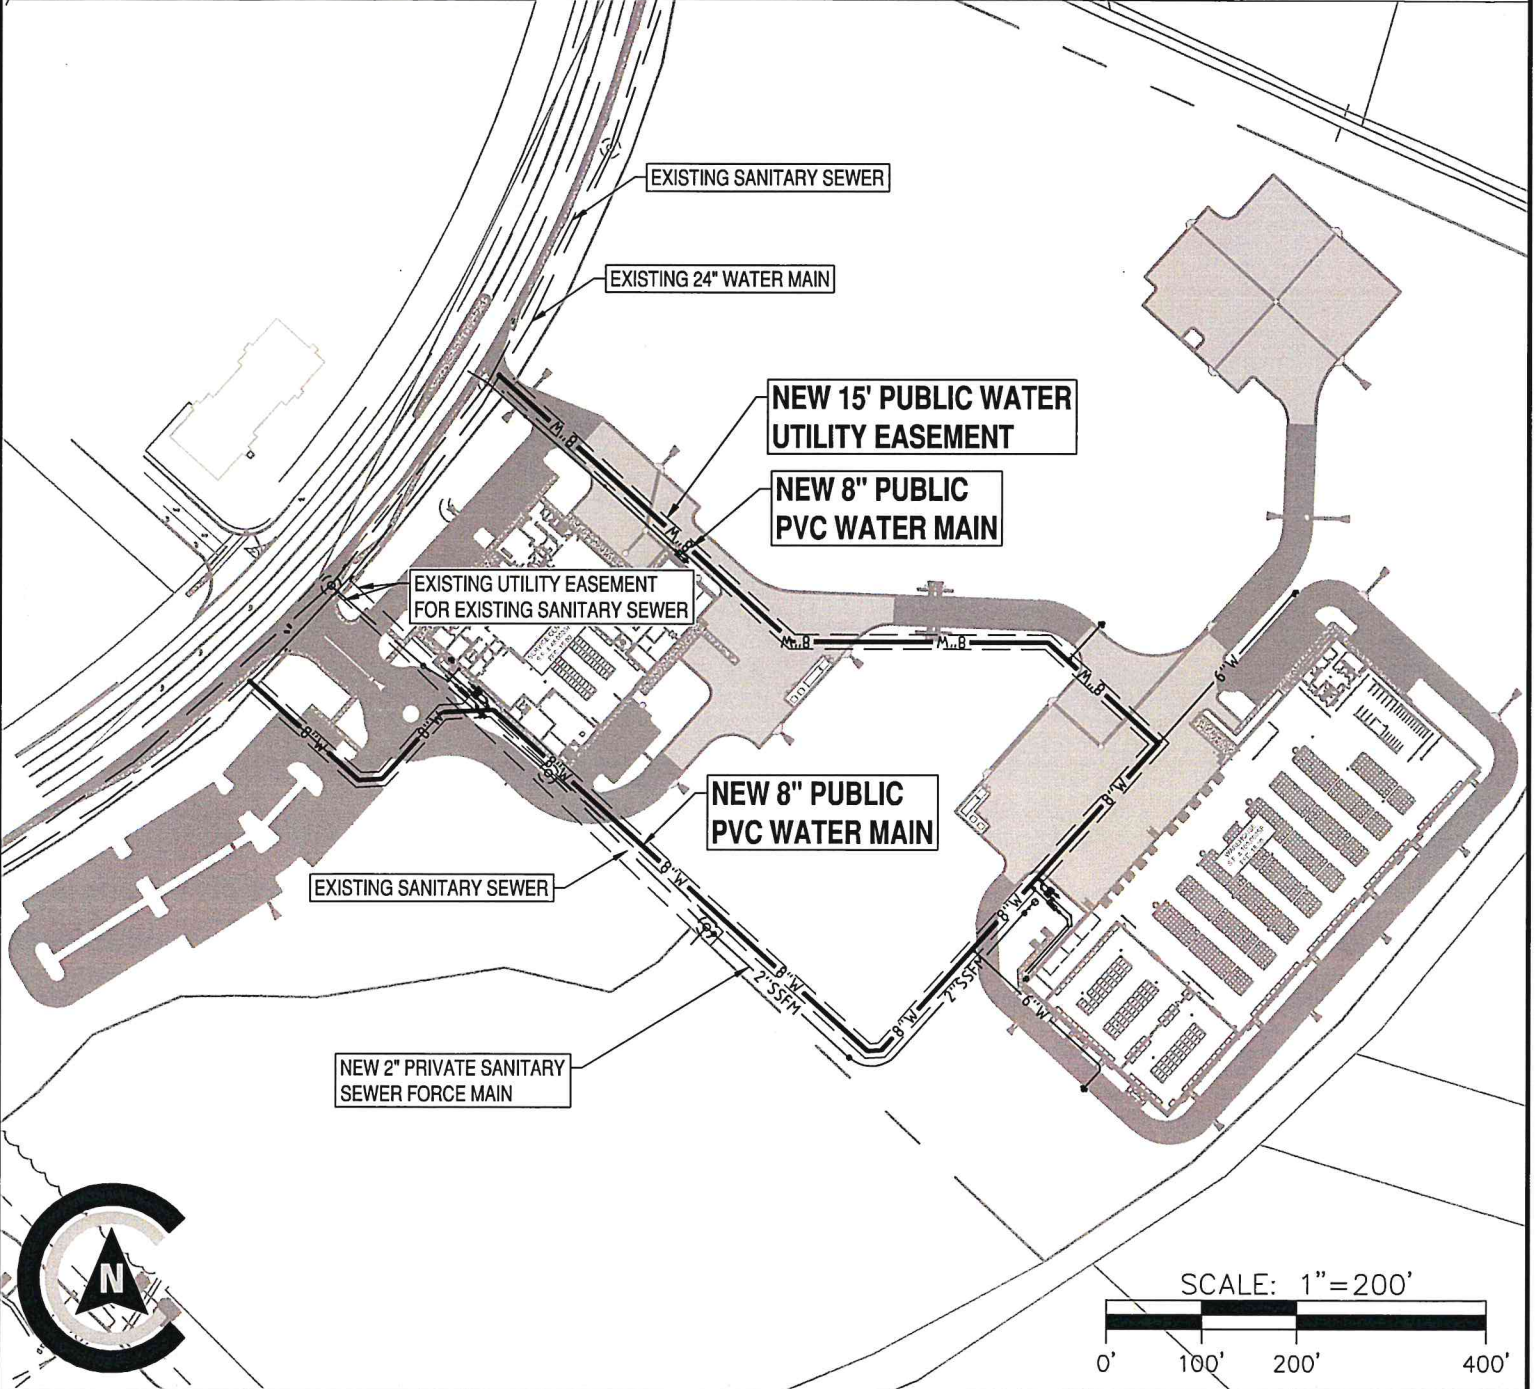 EXISTING SANITARY SEWER
EXISTING 24" WATER MAIN
NEW 15' PUBLIC WATER
UTILITY EASEMENT
NEW 8" PUBLIC
PVC WATER MAIN
8"W
8"W
EXISTING UTILITY EASEMENT
FOR EXISTING SANITARY SEWER
8"W
8"W
8"W
6"W
8"W
8"W
8"W
8"W
NEW 8" PUBLIC
PVC WATER MAIN
EXISTING SANITARY SEWER
8"W
8"W
8"W
2"SSFM
2"SSFM
8"W
6"W
NEW 2" PRIVATE SANITARY
SEWER FORCE MAIN
N
SCALE: 1"=200'
0' 100' 200' 400'